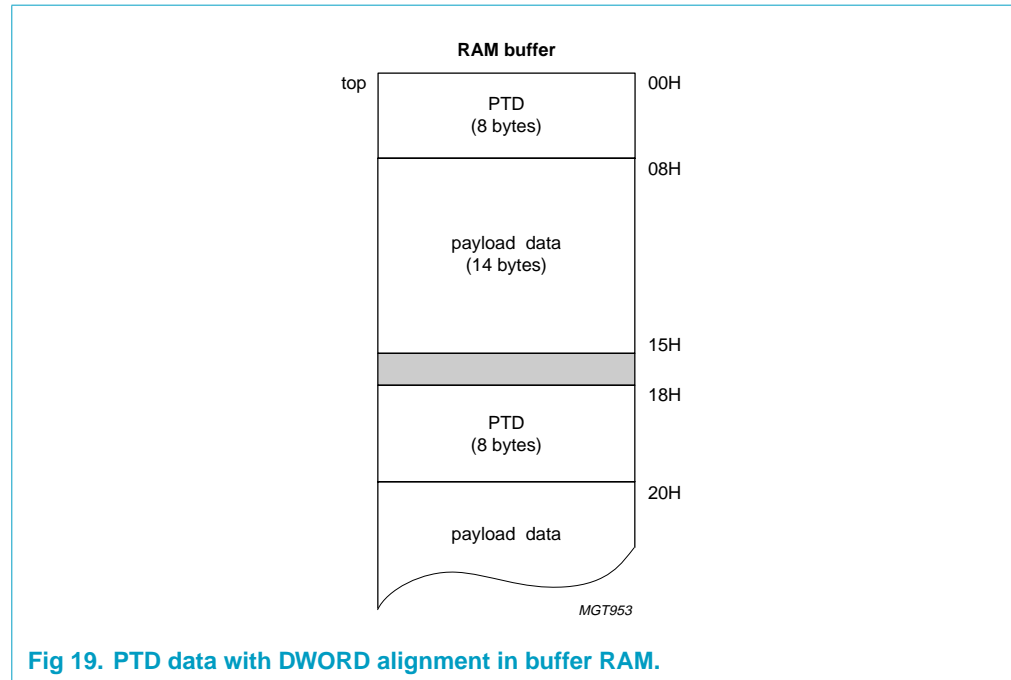 RAM buffer
top
00H
PTD
(8 bytes)
08H
payload data
(14 bytes)
15H
18H
PTD
(8 bytes)
20H
payload data
MGT953
Fig 19. PTD data with DWORD alignment in buffer RAM.